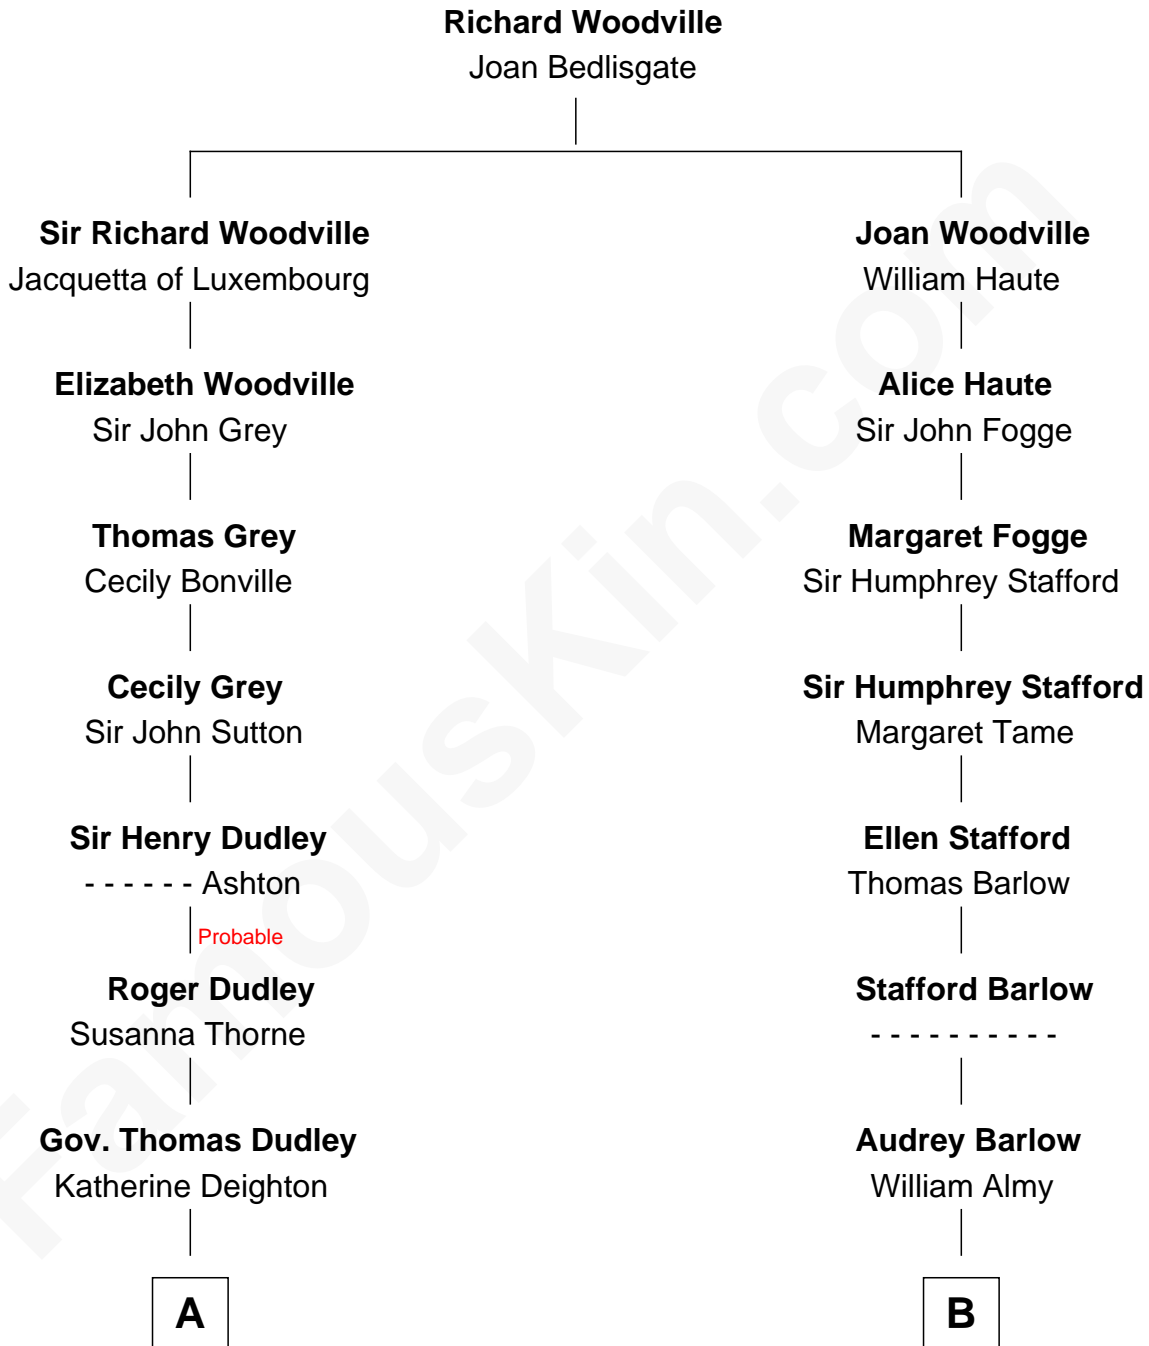 Richard Woodville
Joan Bedlisgate
Sir Richard Woodville
Jacquetta of Luxembourg
Elizabeth Woodville
Sir John Grey
Thomas Grey
Cecily Bonville
Cecily Grey
Sir John Sutton
Sir Henry Dudley
- - - - - - Ashton
Probable
Roger Dudley
Susanna Thorne
Gov. Thomas Dudley
Katherine Deighton
A
Joan Woodville
William Haute
Alice Haute
Sir John Fogge
Margaret Fogge
Sir Humphrey Stafford
Sir Humphrey Stafford
Margaret Tame
Ellen Stafford
Thomas Barlow
Stafford Barlow
- - - - - - - - - -
Audrey Barlow
William Almy
B
FamousKin.com